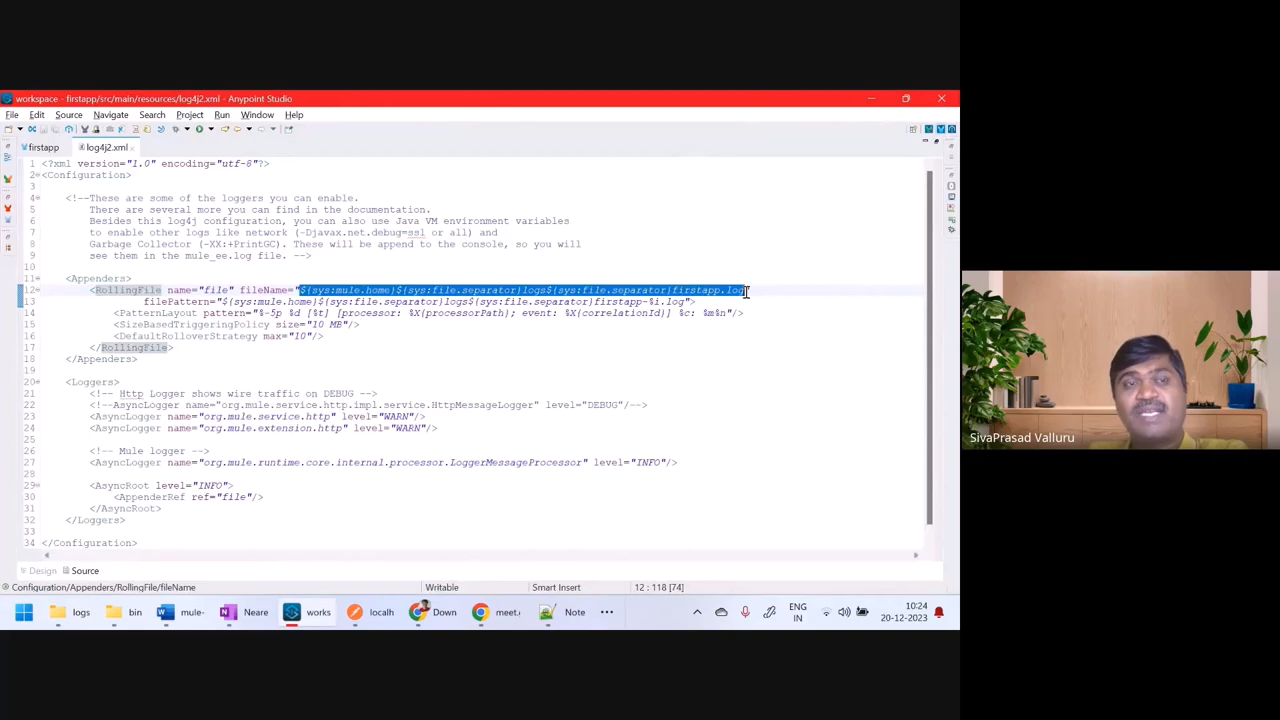 workspace - firstapp/src/main/resources/log4j2.xml - Anypoint Studio
File Edit Source Navigate Search Project Run Window Help
firstapp log4j2.xml
1 <?xml version="1.0" encoding="utf-8"?>
2 <Configuration>
3
4 <!--These are some of the loggers you can enable.
5 There are several more you can find in the documentation.
6 Besides this log4j configuration, you can also use Java VM environment variables
7 to enable other logs like network (-Djavax.net.debug=ssl or all) and
8 Garbage Collector (-XX:+PrintGC). These will be append to the console, so you will
9 see them in the mule_ee.log file. -->
10
11 <Appenders>
12 <RollingFile name="file" fileName="${sys:mule.home}${sys:file.separator}logs${sys:file.separator}firstapp.log
13 filePattern="${sys:mule.home}${sys:file.separator}logs${sys:file.separator}firstapp-%i.log">
14 <PatternLayout pattern="%-5p %d [%t] [processor: %X{processorPath}; event: %X{correlationId}] %c: %m%n"/>
15 <SizeBasedTriggeringPolicy size="10 MB"/>
16 <DefaultRolloverStrategy max="10"/>
17 </RollingFile>
18 </Appenders>
19
20 <Loggers>
21 <!-- Http Logger shows wire traffic on DEBUG -->
22 <!--AsyncLogger name="org.mule.service.http.impl.service.HttpMessageLogger" level="DEBUG"/-->
23 <AsyncLogger name="org.mule.service.http" level="WARN"/>
24 <AsyncLogger name="org.mule.extension.http" level="WARN"/>
25
26 <!-- Mule logger -->
27 <AsyncLogger name="org.mule.runtime.core.internal.processor.LoggerMessageProcessor" level="INFO"/>
28
29 <AsyncRoot level="INFO">
30 <AppenderRef ref="file"/>
31 </AsyncRoot>
32 </Loggers>
33
34 </Configuration>
Design Source
Configuration/Appenders/RollingFile/fileName Writable Smart Insert 12 : 118 [74]
logs bin mule- Neare works localh Down meet.c Note ENG IN 10:24 20-12-2023
SivaPrasad Valluru